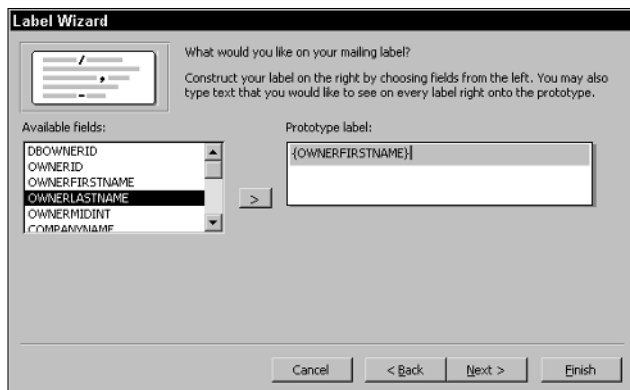 Label Wizard
What would you like on your mailing label?
Construct your label on the right by choosing fields from the left. You may also
type text that you would like to see on every label right onto the prototype.
Available fields:
Prototype label:
DBOWNERID
OWNERID
OWNERFIRSTNAME
OWNERLASTNAME
OWNERMIDINT
COMPANYNAME
>
{OWNERFIRSTNAME}
Cancel
< Back
Next >
Finish